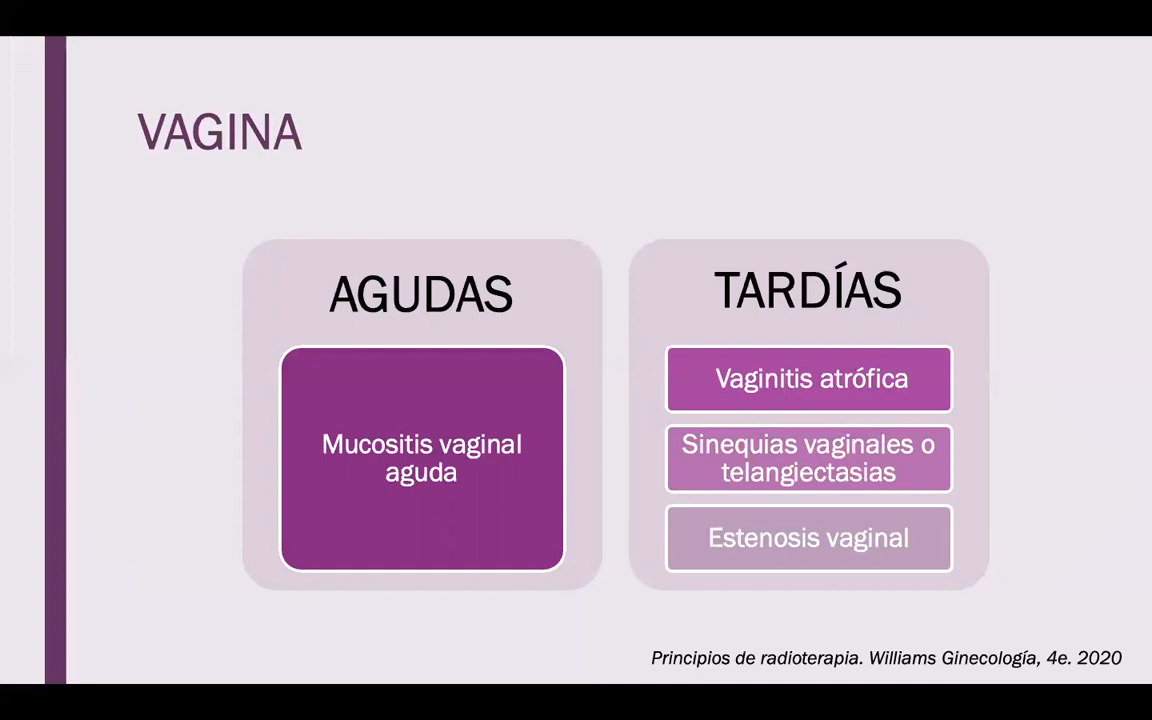 VAGINA
AGUDAS
Mucositis vaginal
aguda
TARDÍAS
Vaginitis atrófica
Sinequias vaginales o
telangiectasias
Estenosis vaginal
Principios de radioterapia. Williams Ginecología, 4e. 2020